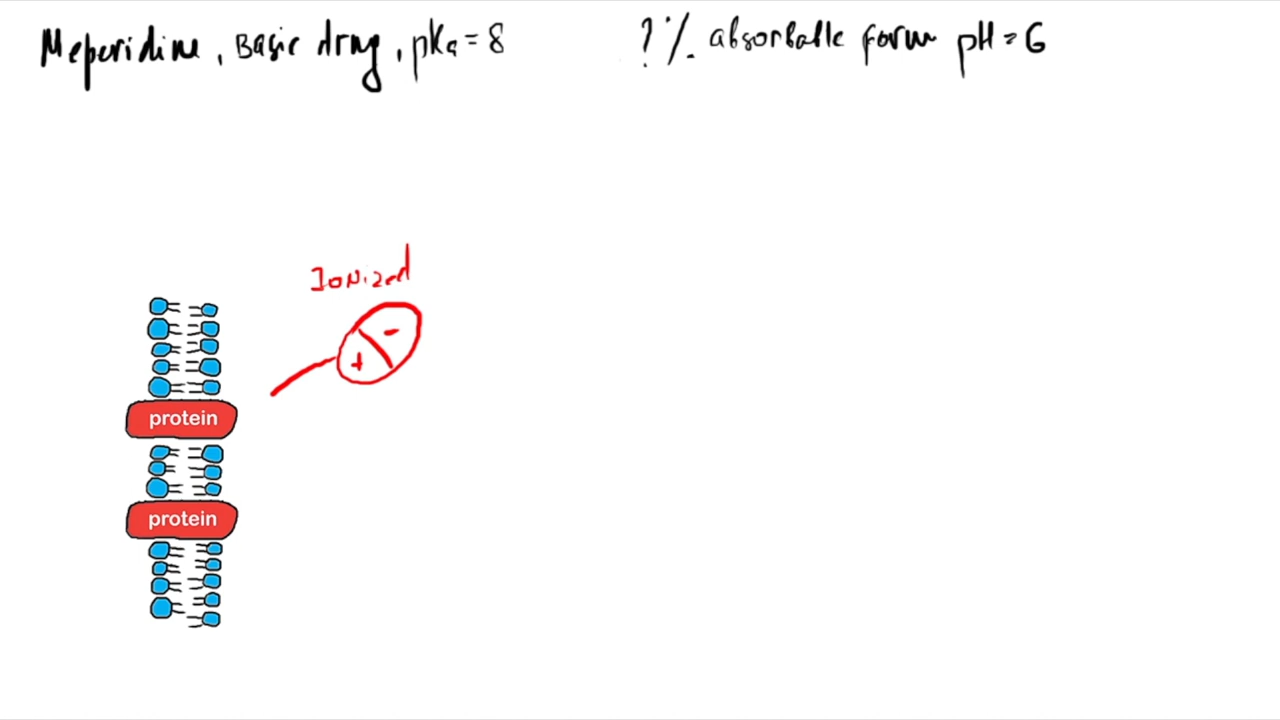 Meperidine, Basic drug, pKa = 8
? % absorbable form pH = 6
Ionized
-
+
protein
protein